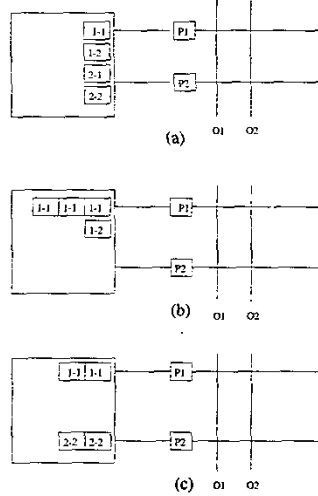 1-1 P1
1-2
2-1 P2
2-2
O1 O2
(a)
1-1 1-1 1-1 P1
1-2
P2
(b) O1 O2
1-1 1-1 P1
2-2 2-2 P2
(c) O1 O2